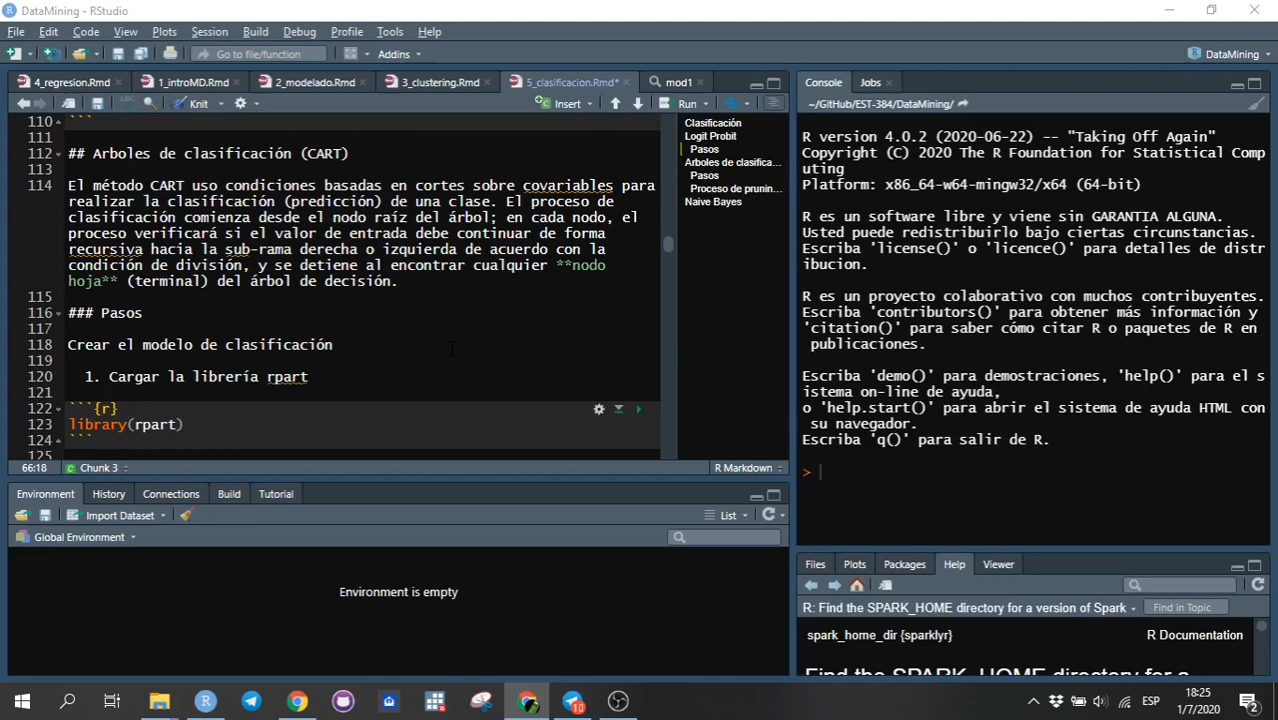 DataMining - RStudio
File Edit Code View Plots Session Build Debug Profile Tools Help
Go to file/function Addins DataMining
4_regresion.Rmd 1_introMD.Rmd 2_modelado.Rmd 3_clustering.Rmd 5_clasificacion.Rmd* mod1
ABC Knit Insert Run
110 ```
111
112 ## Arboles de clasificación (CART)
113
114 El método CART uso condiciones basadas en cortes sobre covariables para
realizar la clasificación (predicción) de una clase. El proceso de
clasificación comienza desde el nodo raíz del árbol; en cada nodo, el
proceso verificará si el valor de entrada debe continuar de forma
recursiva hacia la sub-rama derecha o izquierda de acuerdo con la
condición de división, y se detiene al encontrar cualquier **nodo
hoja** (terminal) del árbol de decisión.
115
116 ### Pasos
117
118 Crear el modelo de clasificación
119
120 1. Cargar la librería rpart
121
122 ```{r}
123 library(rpart)
124 ```
125
66:18 Chunk 3 R Markdown
Clasificación
Logit Probit
Pasos
Arboles de clasifica...
Pasos
Proceso de prunin...
Naive Bayes
Environment History Connections Build Tutorial
Import Dataset List
Global Environment
Environment is empty
Console Jobs
~/GitHub/EST-384/DataMining/
R version 4.0.2 (2020-06-22) -- "Taking Off Again"
Copyright (C) 2020 The R Foundation for Statistical Comp
uting
Platform: x86_64-w64-mingw32/x64 (64-bit)
R es un software libre y viene sin GARANTIA ALGUNA.
Usted puede redistribuirlo bajo ciertas circunstancias.
Escriba 'license()' o 'licence()' para detalles de distr
ibucion.
R es un proyecto colaborativo con muchos contribuyentes.
Escriba 'contributors()' para obtener más información y
'citation()' para saber cómo citar R o paquetes de R en
publicaciones.
Escriba 'demo()' para demostraciones, 'help()' para el s
istema on-line de ayuda,
o 'help.start()' para abrir el sistema de ayuda HTML con
su navegador.
Escriba 'q()' para salir de R.
>
Files Plots Packages Help Viewer
R: Find the SPARK_HOME directory for a version of Spark Find in Topic
spark_home_dir {sparklyr} R Documentation
Find the SPARK_HOME directory for a
10 ESP 18:25
1/7/2020 2